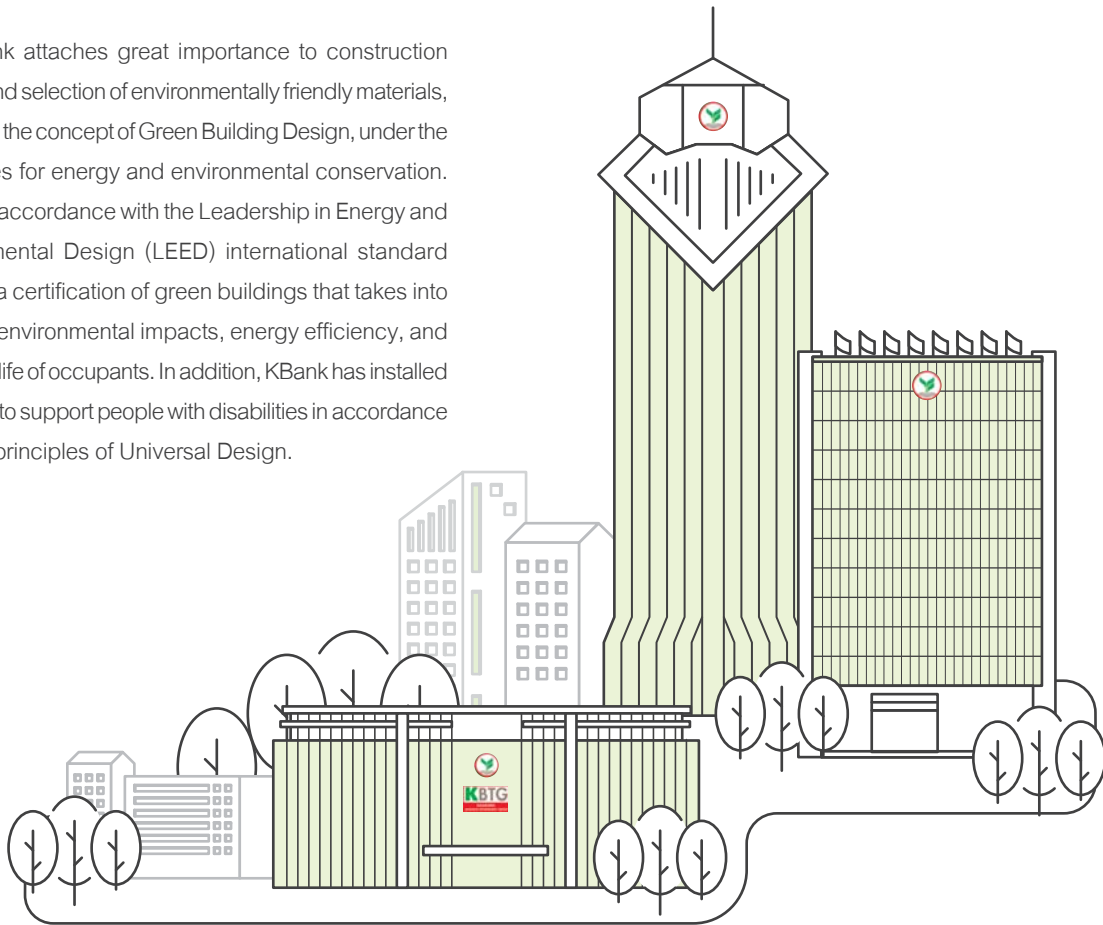 nk attaches great importance to construction
nd selection of environmentally friendly materials,
the concept of Green Building Design, under the
es for energy and environmental conservation.
accordance with the Leadership in Energy and
mental Design (LEED) international standard
a certification of green buildings that takes into
environmental impacts, energy efficiency, and
life of occupants. In addition, KBank has installed
to support people with disabilities in accordance
principles of Universal Design.
KBTG